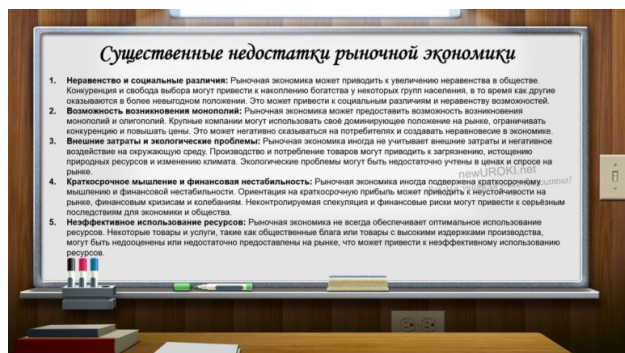 Существенные недостатки рыночной экономики
1. Неравенство и социальные различия: Рыночная экономика может приводить к увеличению неравенства в обществе.
Конкуренция и свобода выбора могут привести к накоплению богатства у некоторых групп населения, в то время как другие
оказываются в более невыгодном положении. Это может привести к социальным различиям и неравенству возможностей.
2. Возможность возникновения монополий: Рыночная экономика может предоставить возможность возникновения
монополий и олигополий. Крупные компании могут использовать своё доминирующее положение на рынке, ограничивать
конкуренцию и повышать цены. Это может негативно сказываться на потребителях и создавать неравновесие в экономике.
3. Внешние затраты и экологические проблемы: Рыночная экономика иногда не учитывает внешние затраты и негативное
воздействие на окружающую среду. Производство и потребление товаров могут приводить к загрязнению, истощению
природных ресурсов и изменению климата. Экологические проблемы могут быть недостаточно учтены в ценах и спросе на
рынке.
newUROKI.net
4. Краткосрочное мышление и финансовая нестабильность: Рыночная экономика иногда подвержена краткосрочному
мышлению и финансовой нестабильности. Ориентация на краткосрочную прибыль может приводить к неустойчивости на
рынке, финансовым кризисам и колебаниям. Неконтролируемая спекуляция и финансовые риски могут привести к серьёзным
последствиям для экономики и общества.
5. Неэффективное использование ресурсов: Рыночная экономика не всегда обеспечивает оптимальное использование
ресурсов. Некоторые товары и услуги, такие как общественные блага или товары с высокими издержками производства,
могут быть недооценены или недостаточно предоставлены на рынке, что может привести к неэффективному использованию
ресурсов.